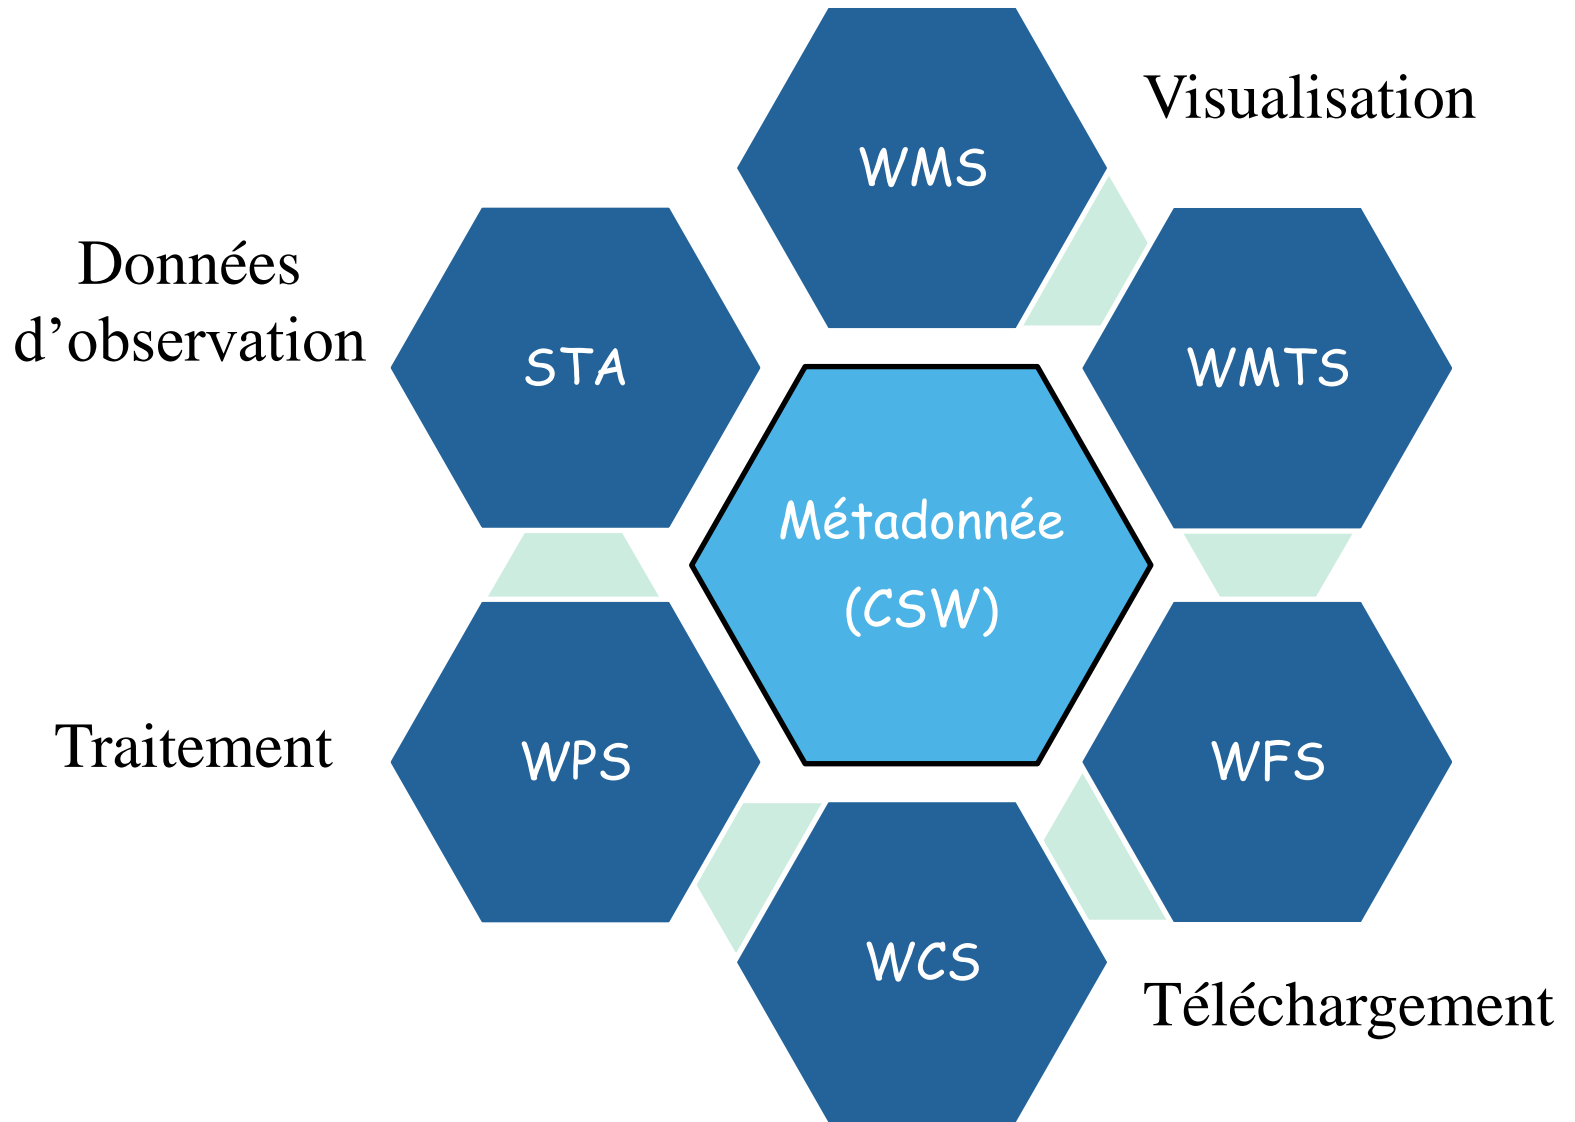 Visualisation
WMS
Données
d’observation
STA
WMTS
Métadonnée
(CSW)
Traitement
WPS
WFS
WCS
Téléchargement